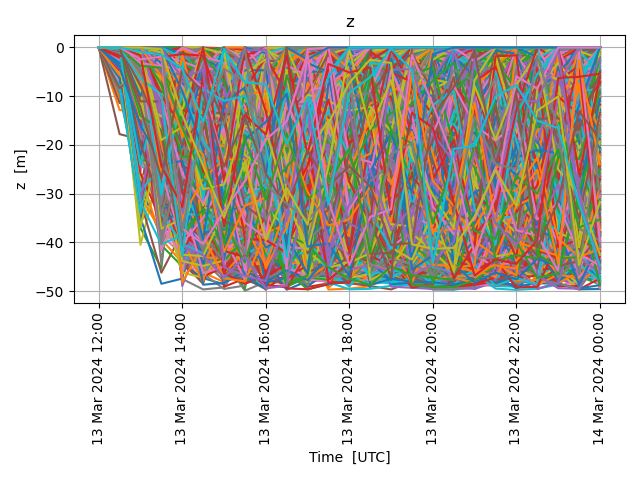 z
0
−10
−20
−30
−40
−50
z [m]
13 Mar 2024 12:00
13 Mar 2024 14:00
13 Mar 2024 16:00
13 Mar 2024 18:00
13 Mar 2024 20:00
13 Mar 2024 22:00
14 Mar 2024 00:00
Time [UTC]